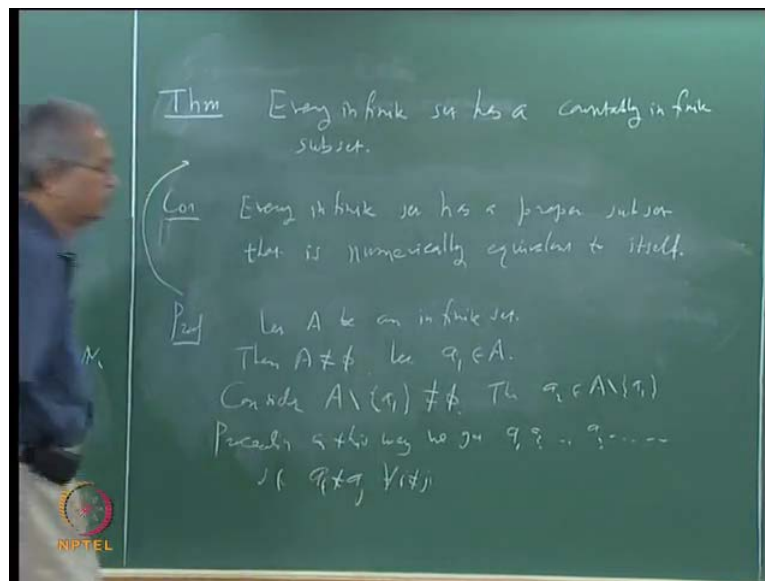 Thm Every infinite set has a countably infinite
subset.
Cor Every infinite set has a proper subset
that is numerically equivalent to itself.
Proof Let A be an infinite set.
Then A ≠ φ. Let a₁ ∈ A.
Consider A \ {a₁} ≠ φ. Th a₂ ∈ A \ {a₁}
Proceeding in this way we get a₁ a₂ ...
aᵢ ≠ aⱼ ∀ i ≠ j
NPTEL